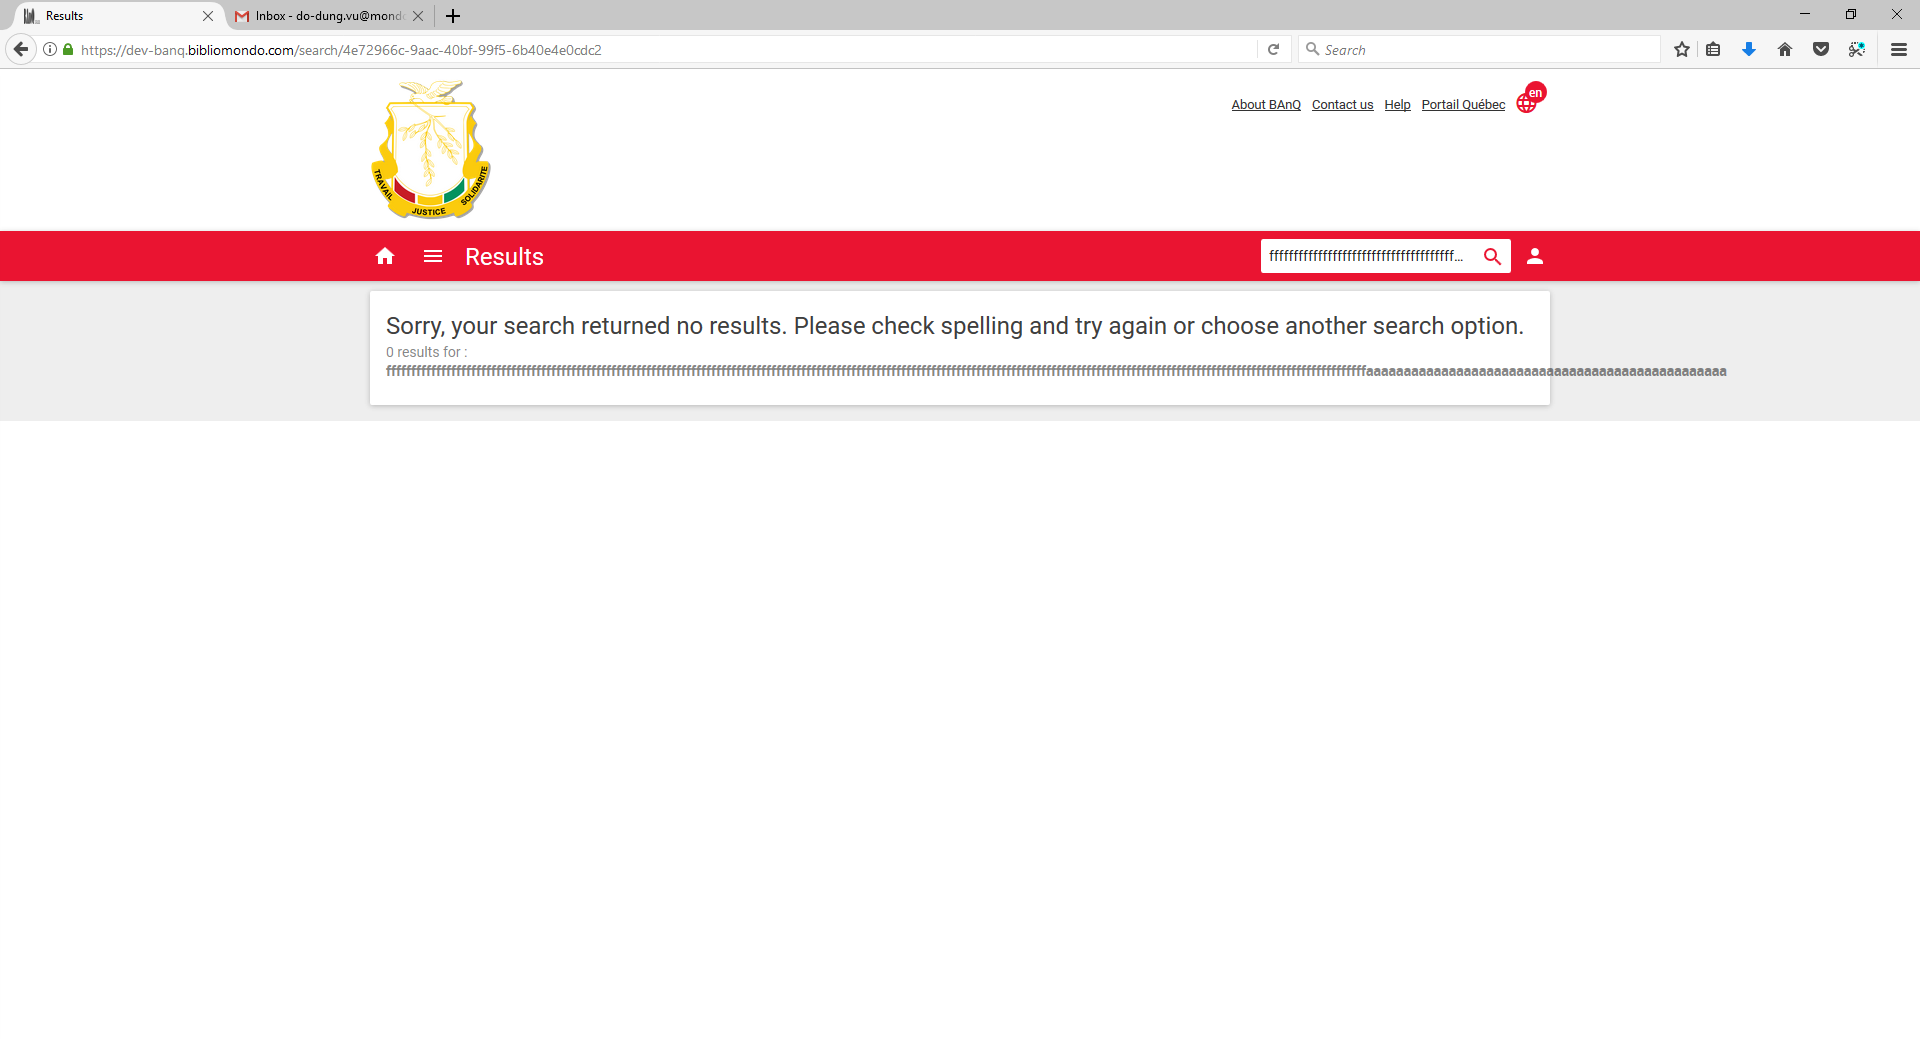 Results
Inbox - do-dung.vu@mond
https://dev-banq.bibliomondo.com/search/4e72966c-9aac-40bf-99f5-6b40e4e0cdc2
Search
TRAVAIL JUSTICE SOLIDARITE
About BAnQ Contact us Help Portail Québec en
Results
Sorry, your search returned no results. Please check spelling and try again or choose another search option.
0 results for :